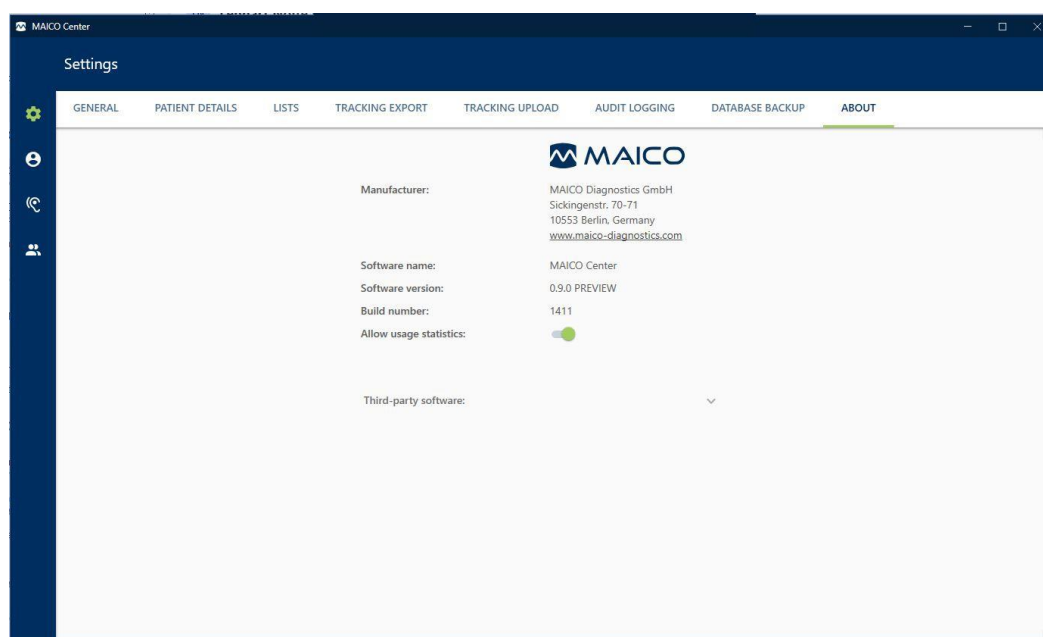 MAICO Center
Settings
GENERAL PATIENT DETAILS LISTS TRACKING EXPORT TRACKING UPLOAD AUDIT LOGGING DATABASE BACKUP ABOUT
MAICO
Manufacturer: MAICO Diagnostics GmbH
Sickingenstr. 70-71
10553 Berlin, Germany
www.maico-diagnostics.com
Software name: MAICO Center
Software version: 0.9.0 PREVIEW
Build number: 1411
Allow usage statistics:
Third-party software: